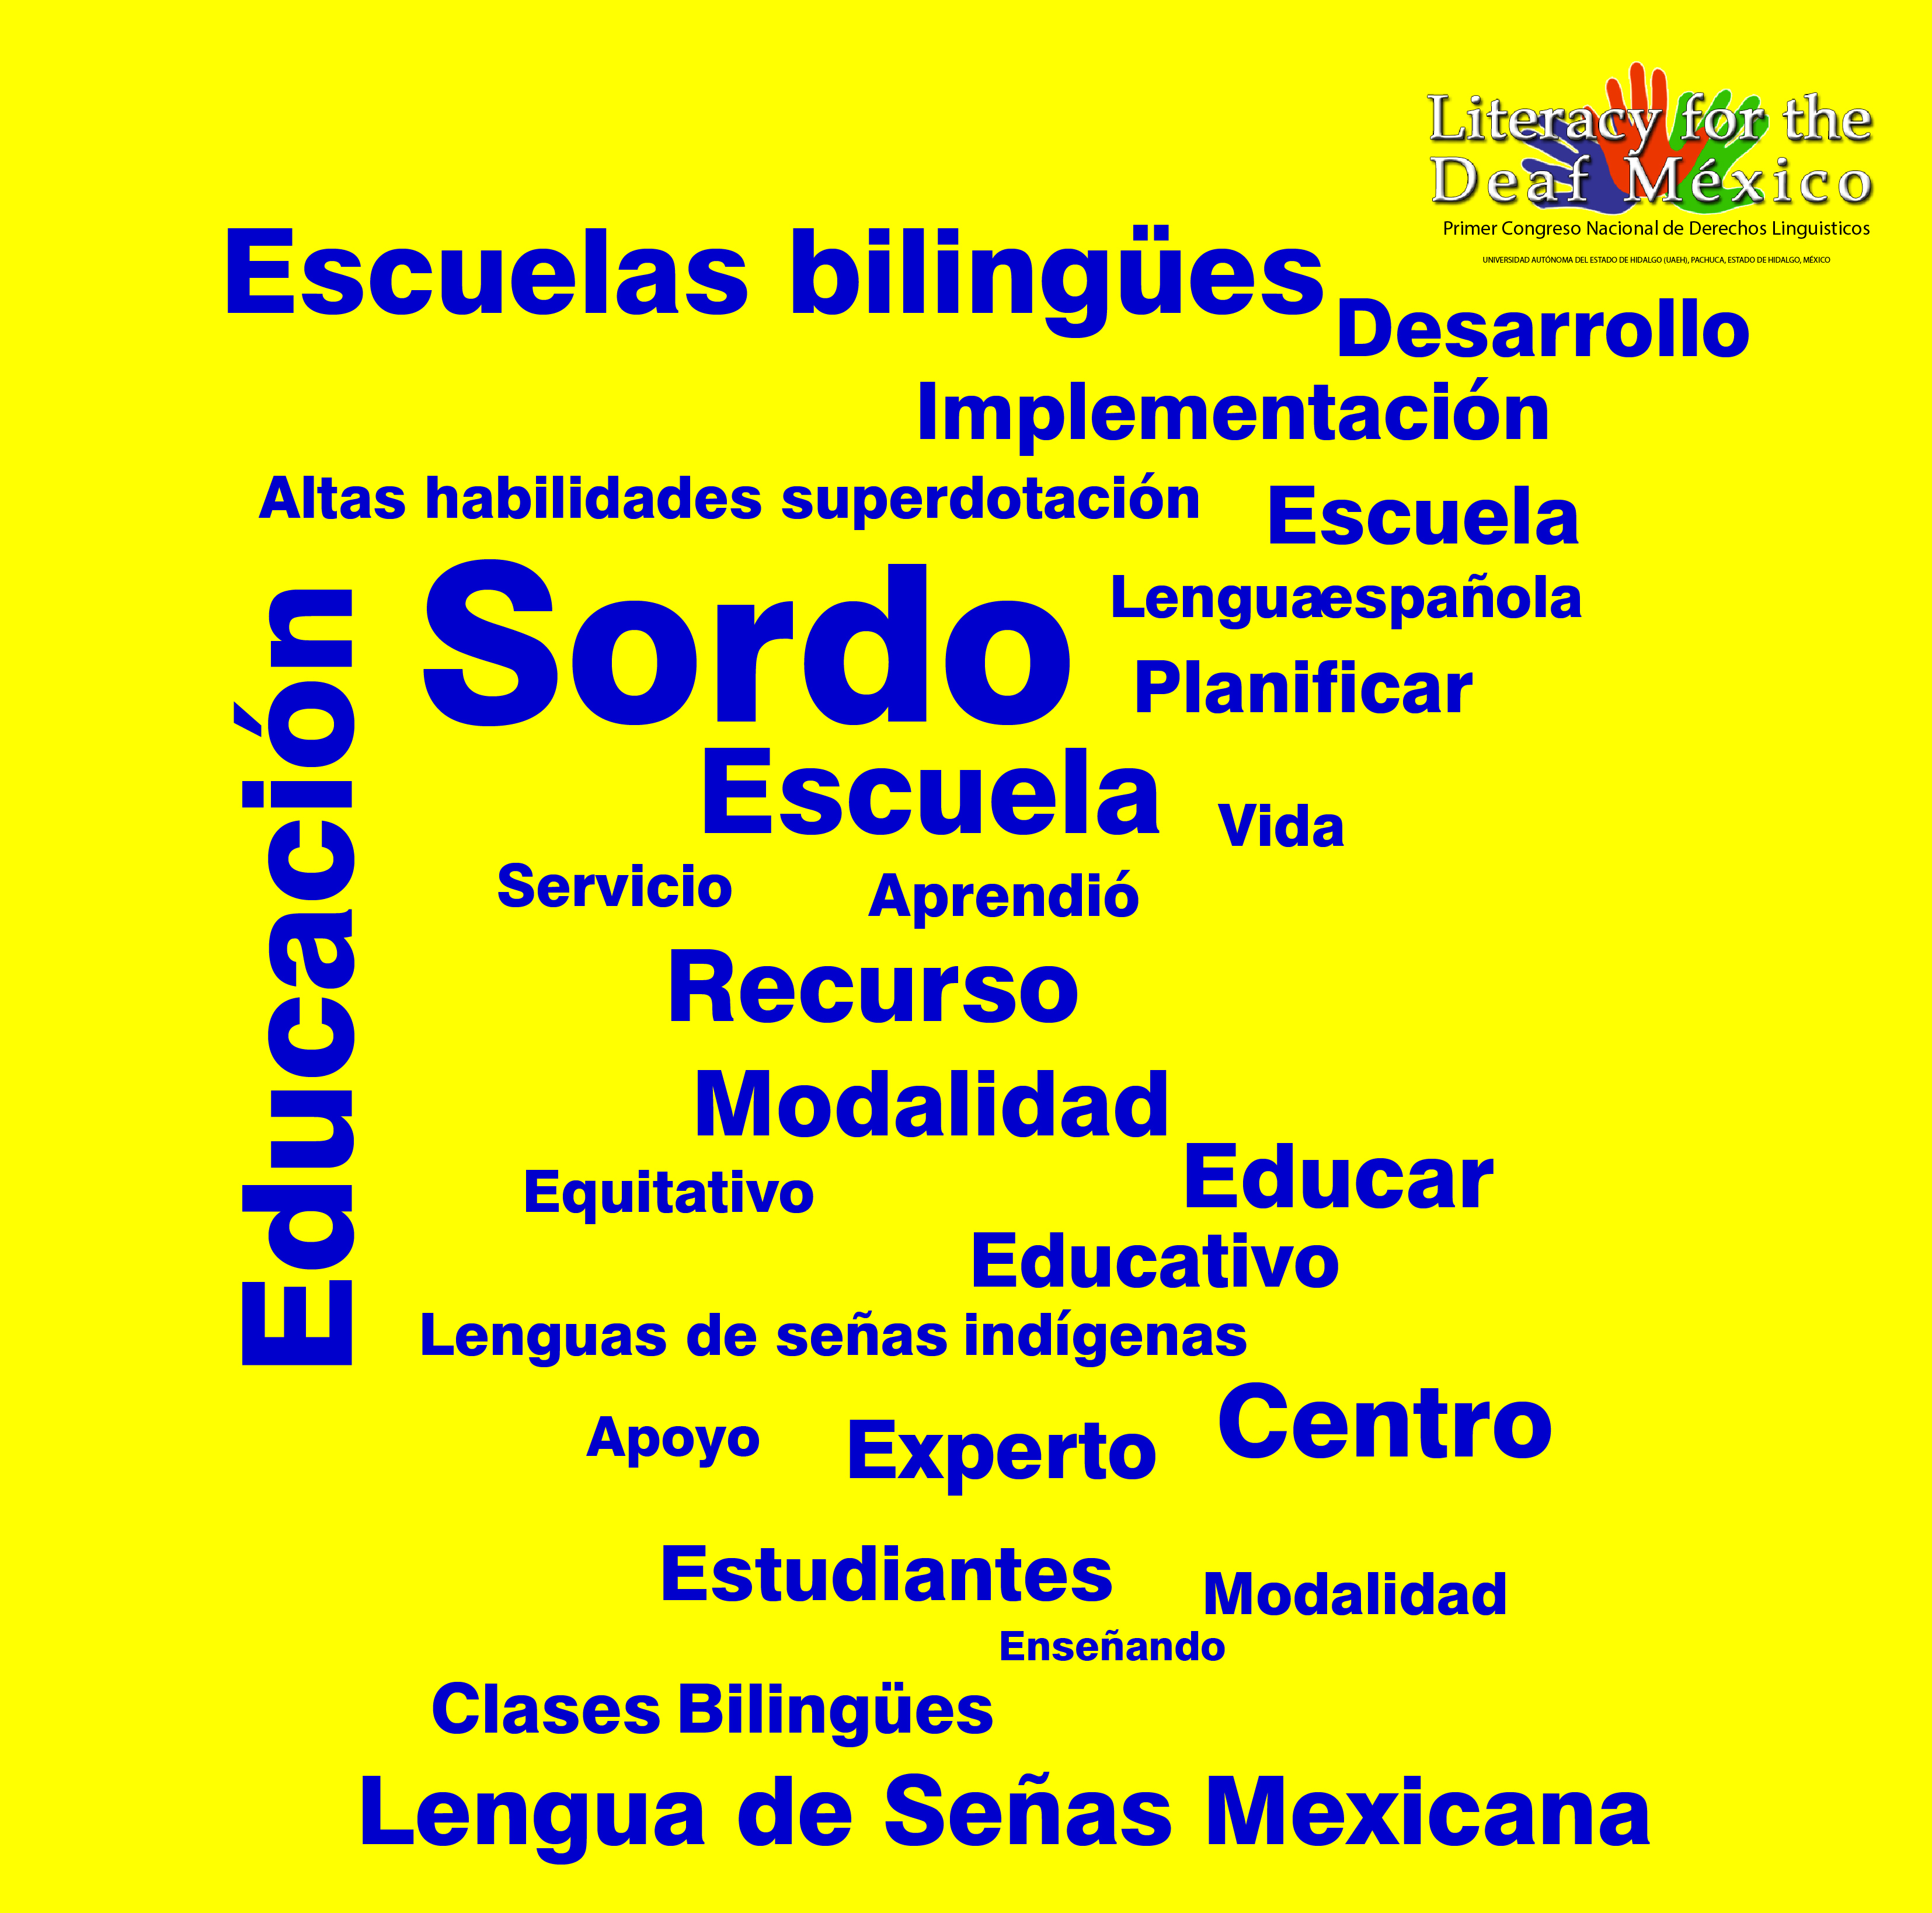 Literacy for the
Deaf México
Primer Congreso Nacional de Derechos Linguisticos
UNIVERSIDAD AUTÓNOMA DEL ESTADO DE HIDALGO (UAEH), PACHUCA, ESTADO DE HIDALGO, MÉXICO
Escuelas bilingües
Desarrollo
Implementación
Altas habilidades superdotación
Escuela
Educación
Sordo
Lenguaespañola
Planificar
Escuela
Vida
Servicio
Aprendió
Recurso
Modalidad
Educar
Equitativo
Educativo
Lenguas de señas indígenas
Centro
Apoyo
Experto
Estudiantes
Modalidad
Enseñando
Clases Bilingües
Lengua de Señas Mexicana